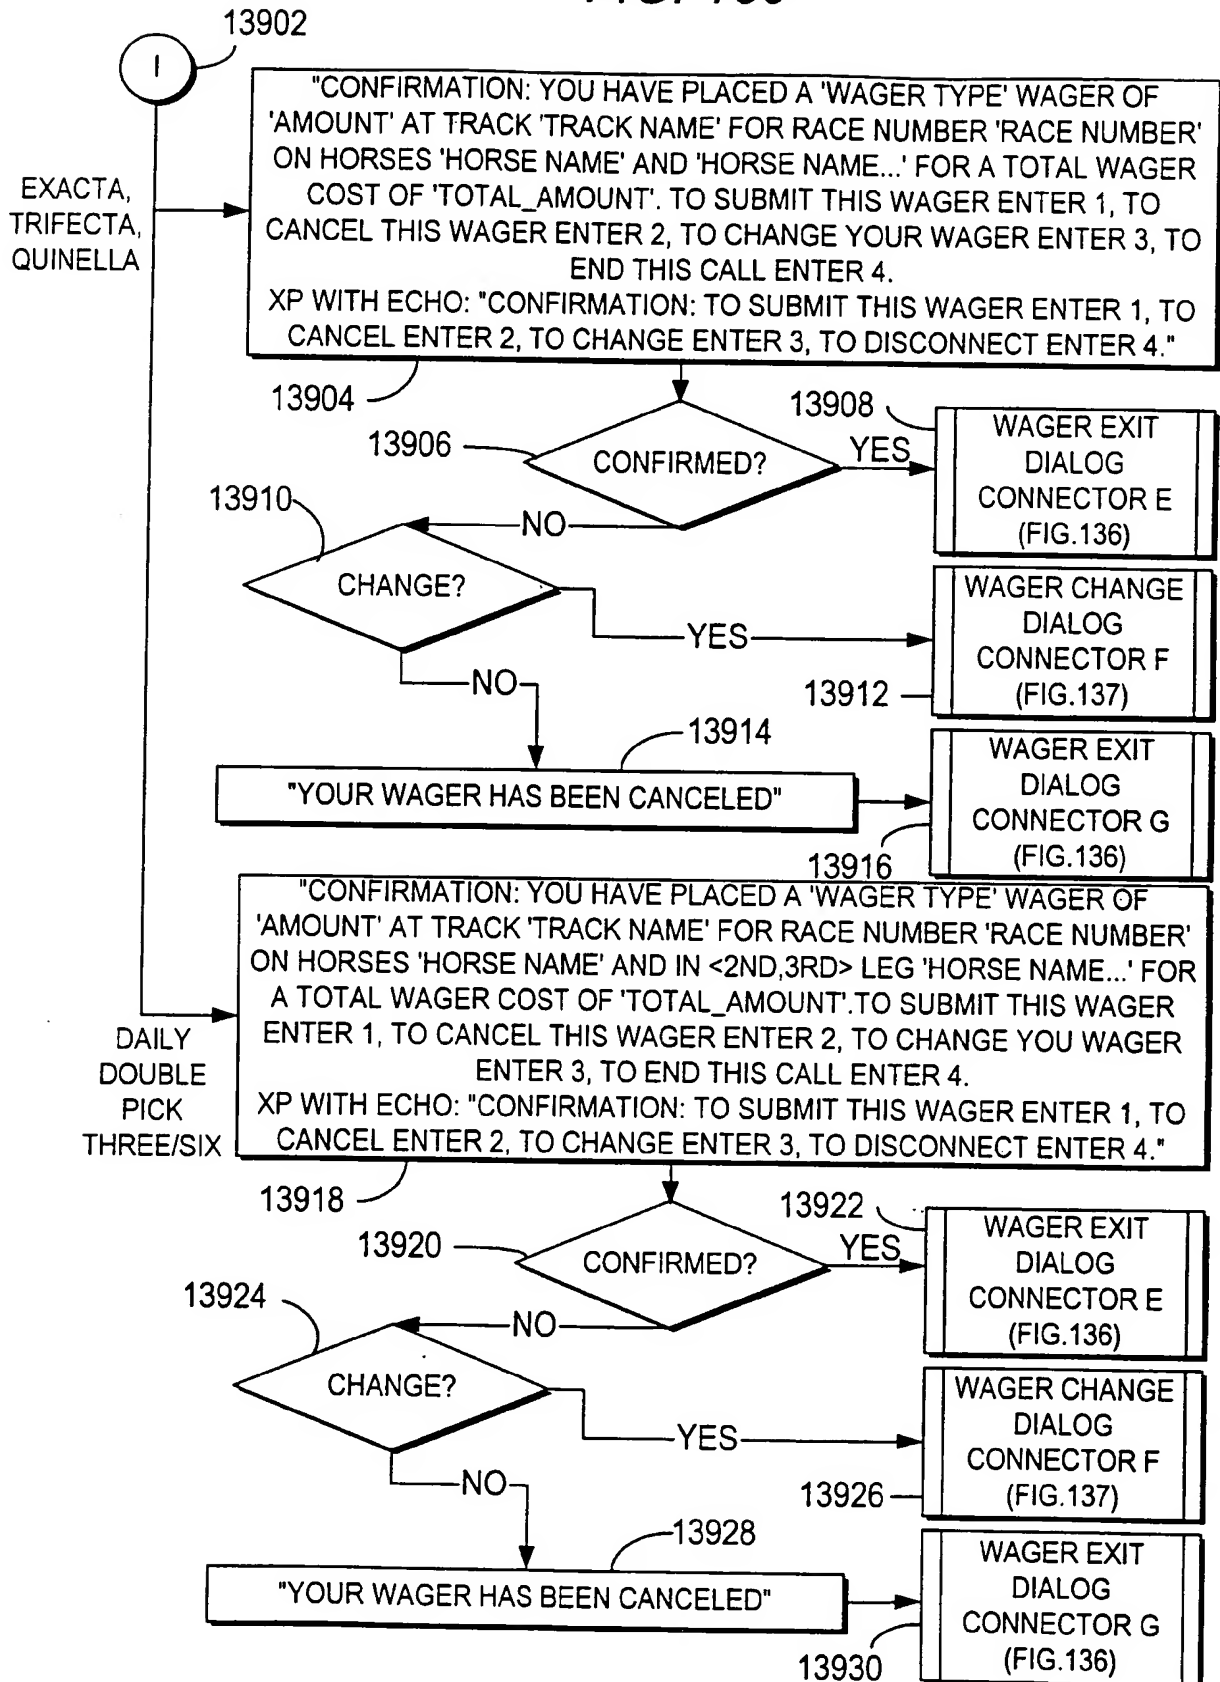 13902
I
"CONFIRMATION: YOU HAVE PLACED A 'WAGER TYPE' WAGER OF
'AMOUNT' AT TRACK 'TRACK NAME' FOR RACE NUMBER 'RACE NUMBER'
ON HORSES 'HORSE NAME' AND 'HORSE NAME...' FOR A TOTAL WAGER
COST OF 'TOTAL_AMOUNT'. TO SUBMIT THIS WAGER ENTER 1, TO
CANCEL THIS WAGER ENTER 2, TO CHANGE YOUR WAGER ENTER 3, TO
END THIS CALL ENTER 4.
XP WITH ECHO: "CONFIRMATION: TO SUBMIT THIS WAGER ENTER 1, TO
CANCEL ENTER 2, TO CHANGE ENTER 3, TO DISCONNECT ENTER 4."
EXACTA,
TRIFECTA,
QUINELLA
13904
13906
CONFIRMED?
YES
13908
WAGER EXIT
DIALOG
CONNECTOR E
(FIG.136)
NO
13910
CHANGE?
YES
WAGER CHANGE
DIALOG
CONNECTOR F
(FIG.137)
13912
NO
13914
"YOUR WAGER HAS BEEN CANCELED"
WAGER EXIT
DIALOG
CONNECTOR G
(FIG.136)
13916
"CONFIRMATION: YOU HAVE PLACED A 'WAGER TYPE' WAGER OF
'AMOUNT' AT TRACK 'TRACK NAME' FOR RACE NUMBER 'RACE NUMBER'
ON HORSES 'HORSE NAME' AND IN <2ND,3RD> LEG 'HORSE NAME...' FOR
A TOTAL WAGER COST OF 'TOTAL_AMOUNT'.TO SUBMIT THIS WAGER
ENTER 1, TO CANCEL THIS WAGER ENTER 2, TO CHANGE YOU WAGER
ENTER 3, TO END THIS CALL ENTER 4.
XP WITH ECHO: "CONFIRMATION: TO SUBMIT THIS WAGER ENTER 1, TO
CANCEL ENTER 2, TO CHANGE ENTER 3, TO DISCONNECT ENTER 4."
DAILY
DOUBLE
PICK
THREE/SIX
13918
13920
CONFIRMED?
YES
13922
WAGER EXIT
DIALOG
CONNECTOR E
(FIG.136)
NO
13924
CHANGE?
YES
WAGER CHANGE
DIALOG
CONNECTOR F
(FIG.137)
13926
NO
13928
"YOUR WAGER HAS BEEN CANCELED"
WAGER EXIT
DIALOG
CONNECTOR G
(FIG.136)
13930